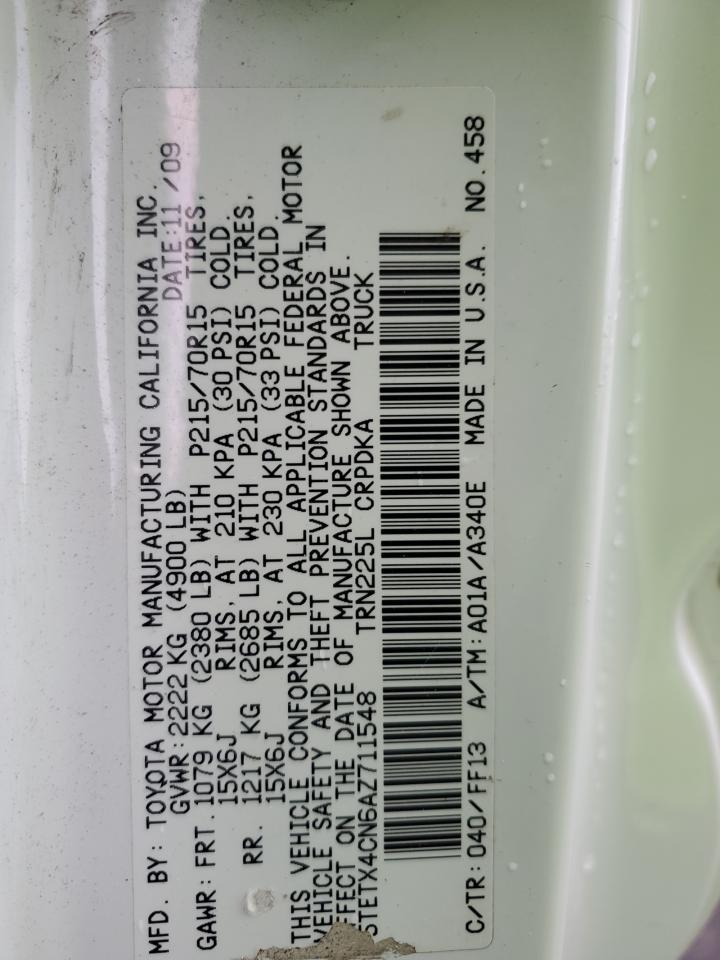 MFD. BY: TOYOTA MOTOR MANUFACTURING CALIFORNIA INC.
GVWR: 2222 KG (4900 LB) DATE: 11 /09
GAWR: FRT. 1079 KG (2380 LB) WITH P215/70R15 TIRES,
15X6J RIMS, AT 210 KPA (30 PSI) COLD.
RR. 1217 KG (2685 LB) WITH P215/70R15 TIRES,
15X6J RIMS, AT 230 KPA (33 PSI) COLD.
THIS VEHICLE CONFORMS TO ALL APPLICABLE FEDERAL MOTOR
VEHICLE SAFETY AND THEFT PREVENTION STANDARDS IN
EFFECT ON THE DATE OF MANUFACTURE SHOWN ABOVE.
5TETX4CN6AZ711548 TRN225L CRPDKA TRUCK
C/TR: 040/FF13 A/TM: A01A/A340E MADE IN U.S.A. NO. 458